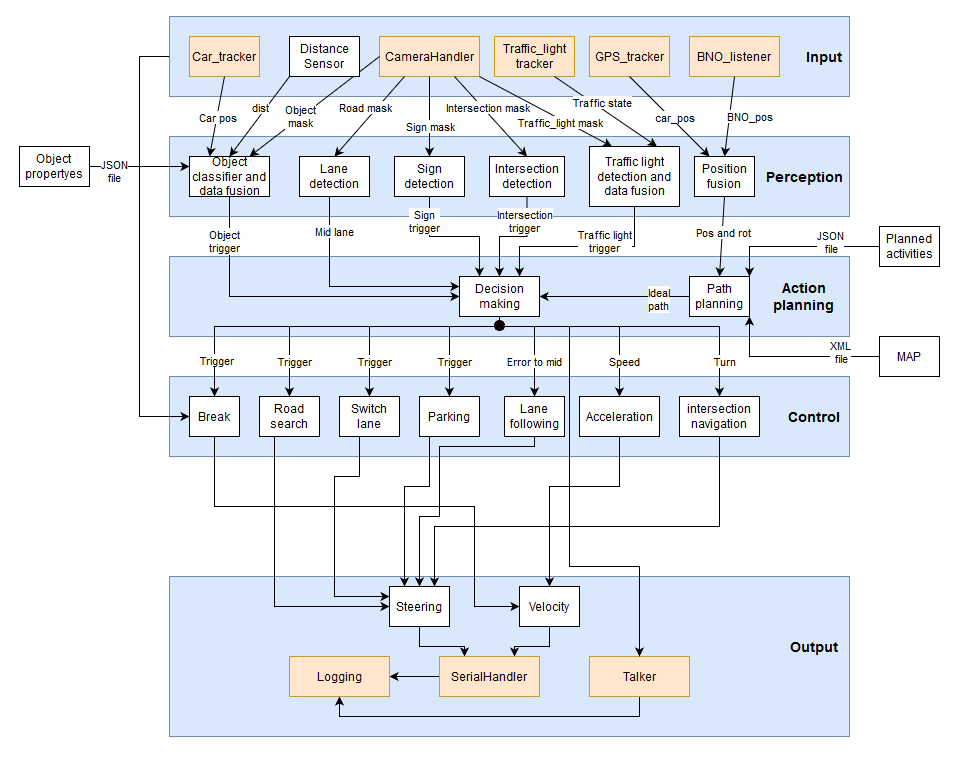 Car_tracker
Distance
Sensor
CameraHandler
Traffic_light
tracker
GPS_tracker
BNO_listener
Input
Car pos
dist
Object
mask
Road mask
Sign mask
Intersection mask
Traffic_light mask
Traffic state
car_pos
BNO_pos
Object
propertyes
JSON
file
Object
classifier and
data fusion
Lane
detection
Sign
detection
Intersection
detection
Traffic light
detection and
data fusion
Position
fusion
Perception
Object
trigger
Mid lane
Sign
trigger
Intersection
trigger
Traffic light
trigger
Pos and rot
JSON
file
Planned
activities
Decision
making
Ideal
path
Path
planning
Action
planning
XML
file
MAP
Trigger
Trigger
Trigger
Trigger
Error to mid
Speed
Turn
Break
Road
search
Switch
lane
Parking
Lane
following
Acceleration
intersection
navigation
Control
Steering
Velocity
Output
Logging
SerialHandler
Talker